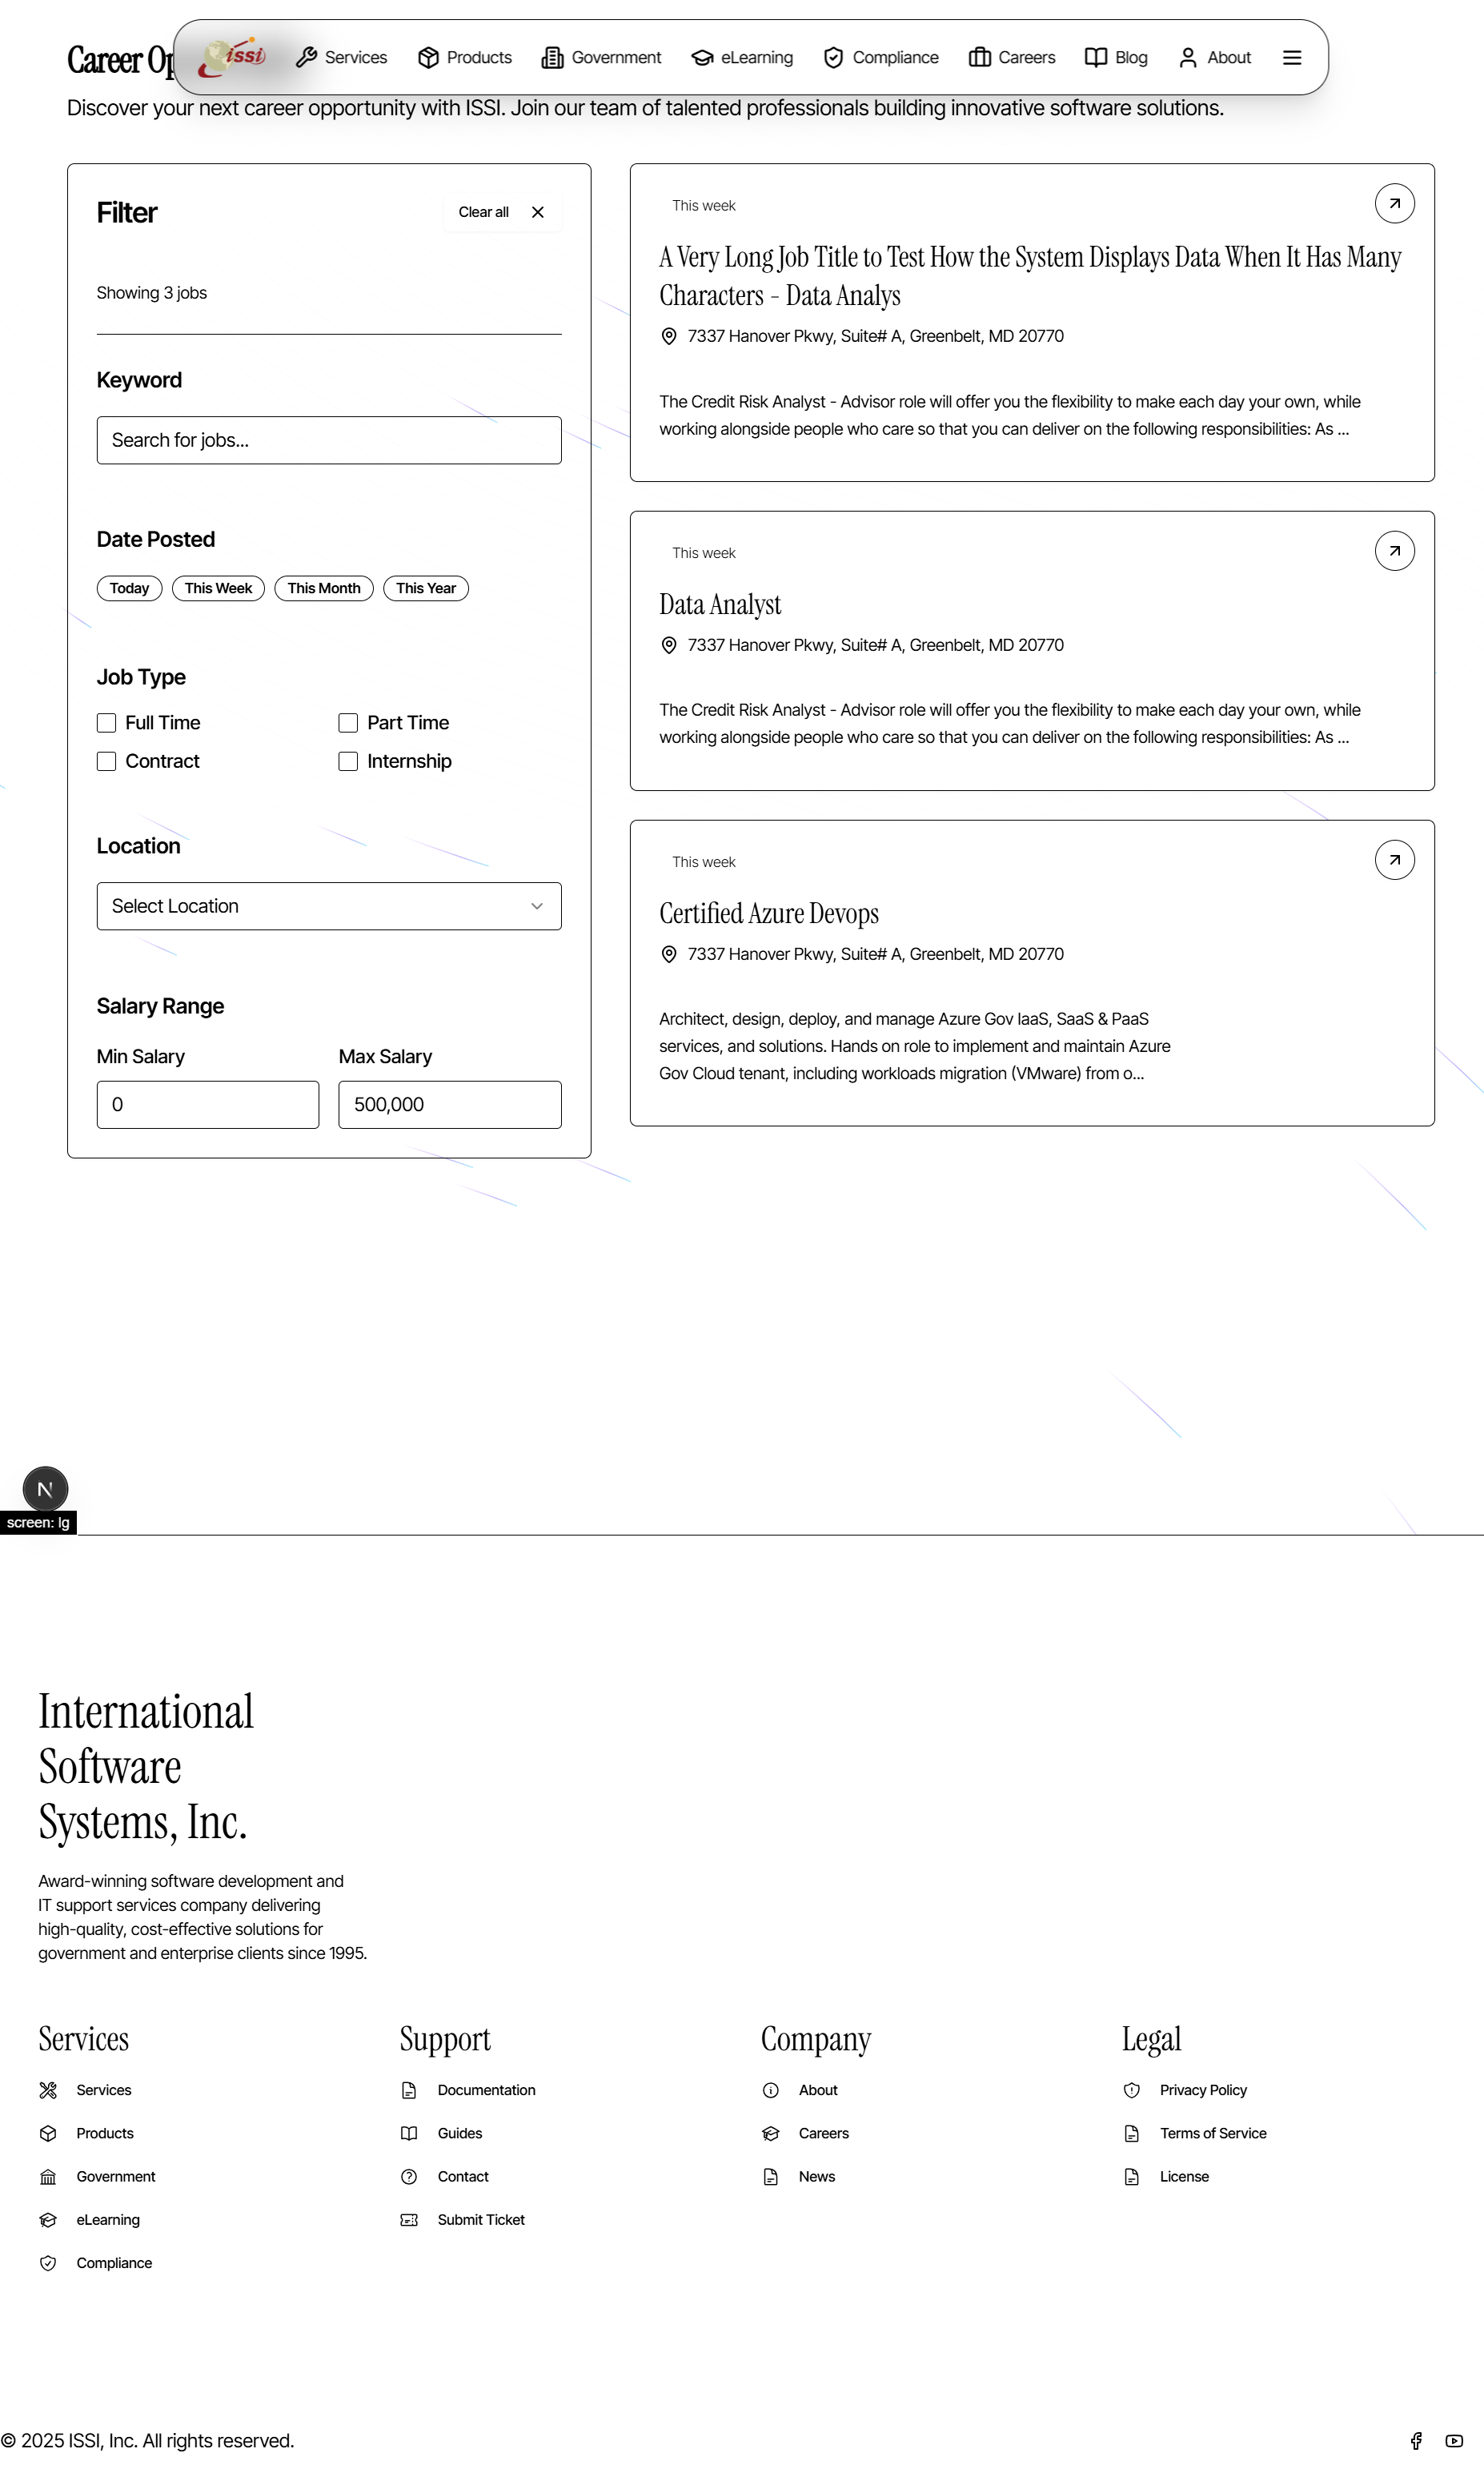 Career Op
issi
Services
Products
Government
eLearning
Compliance
Careers
Blog
About
Discover your next career opportunity with ISSI. Join our team of talented professionals building innovative software solutions.
Filter
Clear all
Showing 3 jobs
Keyword
Search for jobs...
Date Posted
Today
This Week
This Month
This Year
Job Type
Full Time
Part Time
Contract
Internship
Location
Select Location
Salary Range
Min Salary
Max Salary
0
500,000
This week
A Very Long Job Title to Test How the System Displays Data When It Has Many
Characters - Data Analys
7337 Hanover Pkwy, Suite# A, Greenbelt, MD 20770
The Credit Risk Analyst - Advisor role will offer you the flexibility to make each day your own, while
working alongside people who care so that you can deliver on the following responsibilities: As ...
This week
Data Analyst
7337 Hanover Pkwy, Suite# A, Greenbelt, MD 20770
The Credit Risk Analyst - Advisor role will offer you the flexibility to make each day your own, while
working alongside people who care so that you can deliver on the following responsibilities: As ...
This week
Certified Azure Devops
7337 Hanover Pkwy, Suite# A, Greenbelt, MD 20770
Architect, design, deploy, and manage Azure Gov IaaS, SaaS & PaaS
services, and solutions. Hands on role to implement and maintain Azure
Gov Cloud tenant, including workloads migration (VMware) from o...
N
screen: lg
International
Software
Systems, Inc.
Award-winning software development and
IT support services company delivering
high-quality, cost-effective solutions for
government and enterprise clients since 1995.
Services
Services
Products
Government
eLearning
Compliance
Support
Documentation
Guides
Contact
Submit Ticket
Company
About
Careers
News
Legal
Privacy Policy
Terms of Service
License
© 2025 ISSI, Inc. All rights reserved.